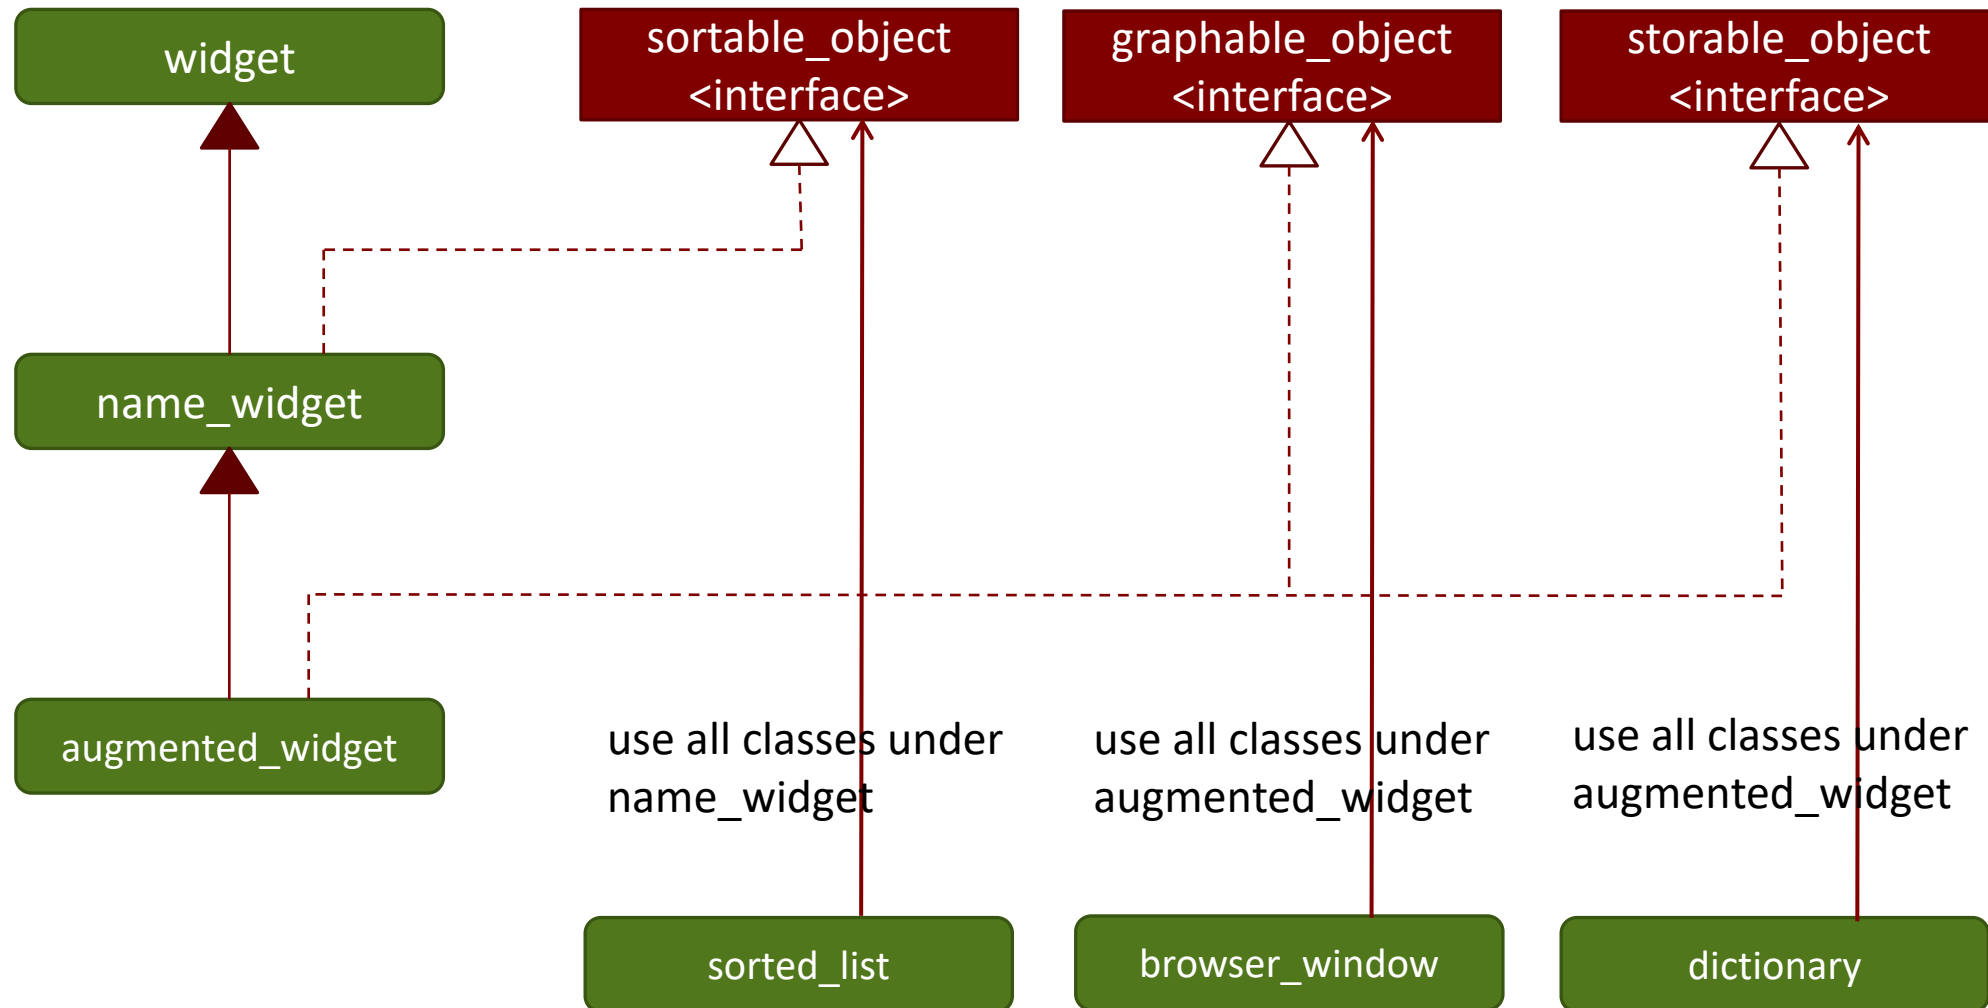 widget
sortable_object
<interface>
graphable_object
<interface>
storable_object
<interface>
name_widget
augmented_widget
use all classes under
name_widget
use all classes under
augmented_widget
use all classes under
augmented_widget
sorted_list
browser_window
dictionary